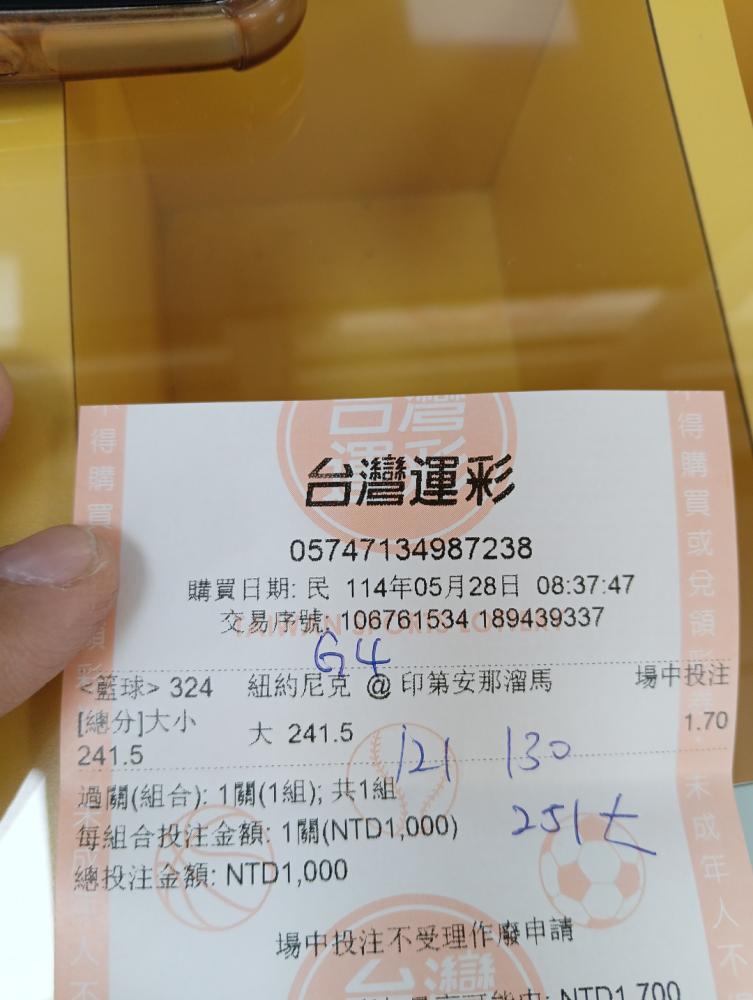 台灣運彩
05747134987238
購買日期: 民 114年05月28日 08:37:47
交易序號: 106761534 189439337
G4
<籃球> 324 紐約尼克 @ 印第安那溜馬 場中投注
[總分]大小 大 241.5 1.70
241.5
121 130
過關(組合): 1關(1組); 共1組
251大
每組合投注金額: 1關(NTD1,000)
總投注金額: NTD1,000
場中投注不受理作廢申請
NTD1,700
得購買
得購買或兌領
未成年人不